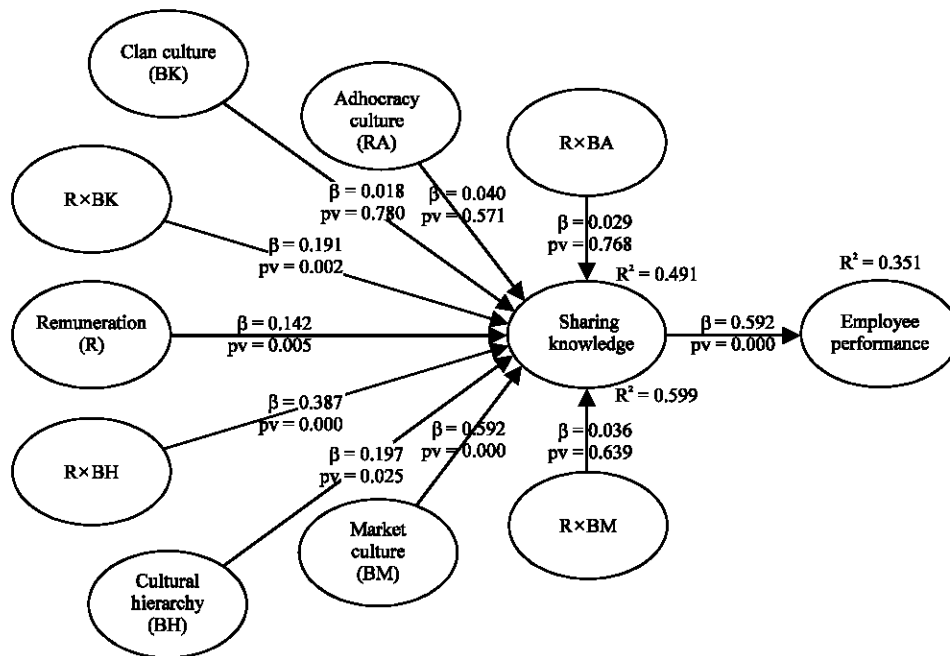 Clan culture
(BK)
Adhocracy
culture
(RA)
R×BA
R×BK
β = 0.018
pv = 0.780
β = 0.040
pv = 0.571
β = 0.029
pv = 0.768
β = 0.191
pv = 0.002
R² = 0.491
R² = 0.351
Remuneration
(R)
β = 0.142
pv = 0.005
Sharing
knowledge
β = 0.592
pv = 0.000
Employee
performance
R² = 0.599
β = 0.387
pv = 0.000
R×BH
β = 0.197
pv = 0.025
β = 0.592
pv = 0.000
β = 0.036
pv = 0.639
Market
culture
(BM)
R×BM
Cultural
hierarchy
(BH)